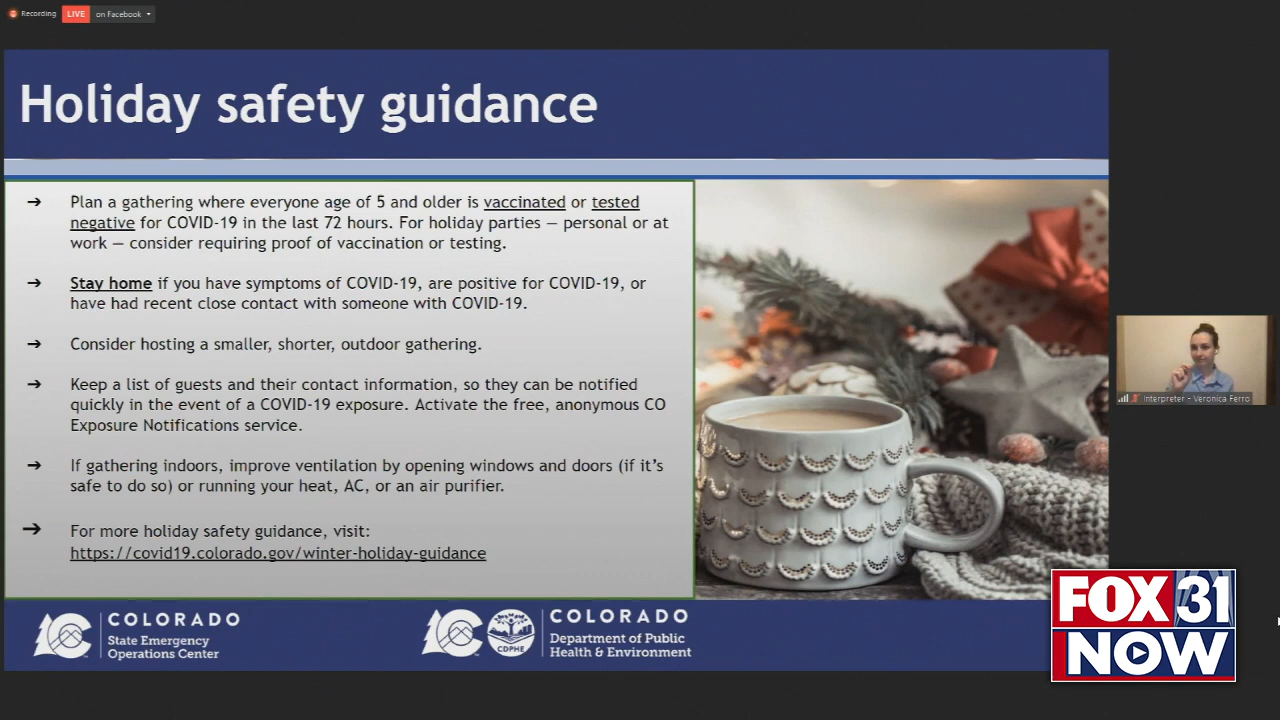 Recording
LIVE
on Facebook
Holiday safety guidance
➔ Plan a gathering where everyone age of 5 and older is vaccinated or tested
negative for COVID-19 in the last 72 hours. For holiday parties — personal or at
work — consider requiring proof of vaccination or testing.
➔ Stay home if you have symptoms of COVID-19, are positive for COVID-19, or
have had recent close contact with someone with COVID-19.
➔ Consider hosting a smaller, shorter, outdoor gathering.
➔ Keep a list of guests and their contact information, so they can be notified
quickly in the event of a COVID-19 exposure. Activate the free, anonymous CO
Exposure Notifications service.
➔ If gathering indoors, improve ventilation by opening windows and doors (if it's
safe to do so) or running your heat, AC, or an air purifier.
➔ For more holiday safety guidance, visit:
https://covid19.colorado.gov/winter-holiday-guidance
Interpreter - Veronica Ferro
COLORADO
State Emergency
Operations Center
CDPHE
COLORADO
Department of Public
Health & Environment
FOX 31
NOW